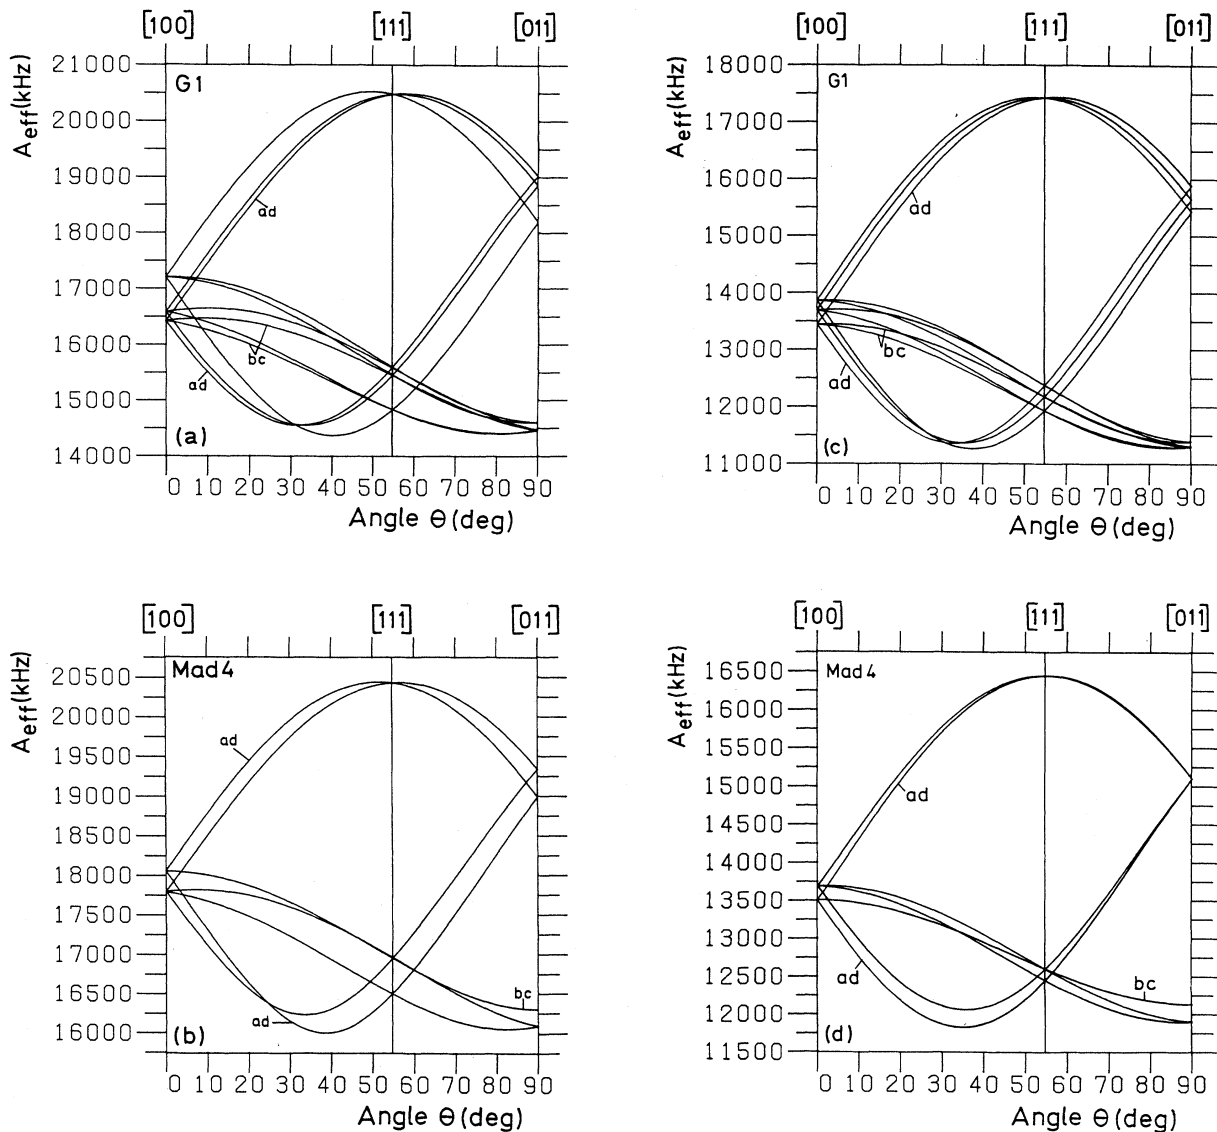 [100] [111] [011]
A eff (kHz)
G1
21000
20000
19000
18000
17000
16000
15000
14000
ad
bc
ad
(a)
0 10 20 30 40 50 60 70 80 90
Angle Θ (deg)
[100] [111] [011]
A eff (kHz)
G1
18000
17000
16000
15000
14000
13000
12000
11000
ad
bc
ad
(c)
0 10 20 30 40 50 60 70 80 90
Angle Θ (deg)
[100] [111] [011]
A eff (kHz)
Mad4
20500
20000
19500
19000
18500
18000
17500
17000
16500
16000
ad
bc
ad
(b)
0 10 20 30 40 50 60 70 80 90
Angle Θ (deg)
[100] [111] [011]
A eff (kHz)
Mad4
16500
16000
15500
15000
14500
14000
13500
13000
12500
12000
11500
ad
ad
bc
(d)
0 10 20 30 40 50 60 70 80 90
Angle Θ (deg)